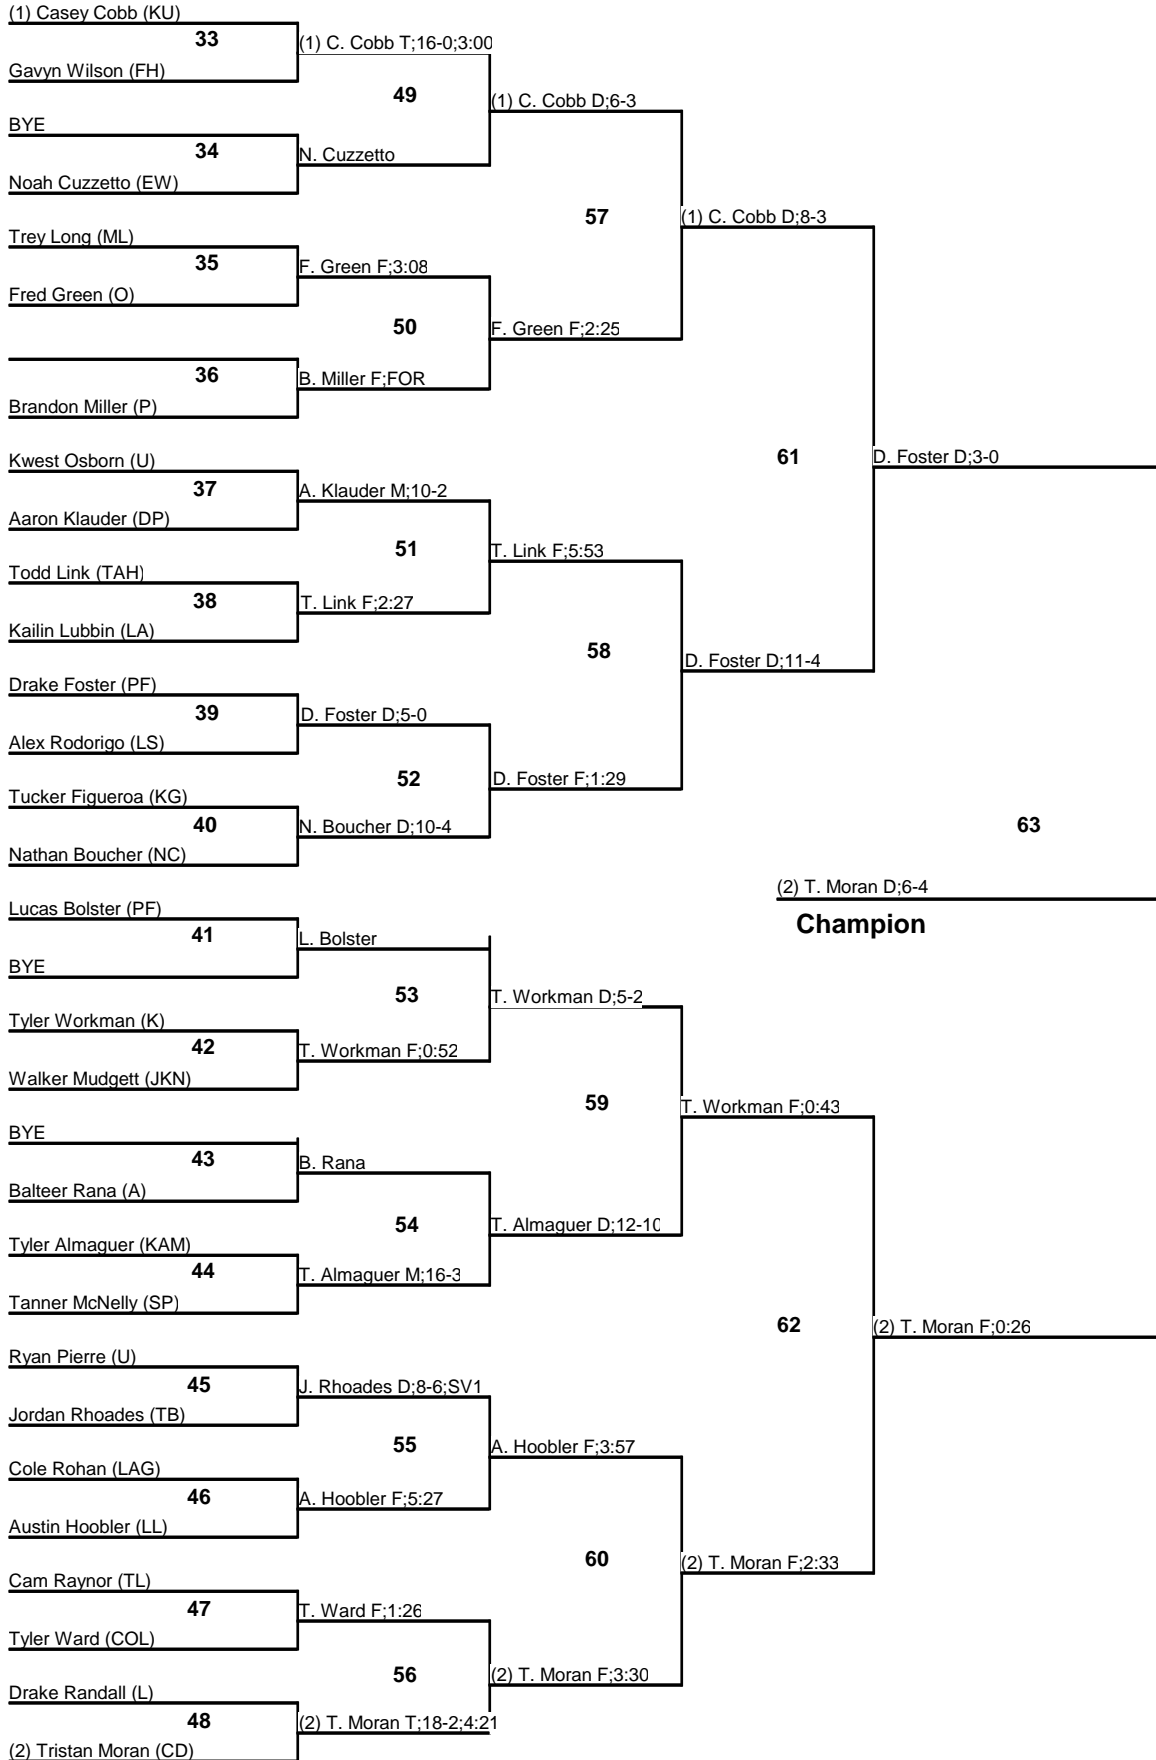 (1) Casey Cobb (KU)
33
(1) C. Cobb T;16-0;3:00
Gavyn Wilson (FH)
49
(1) C. Cobb D;6-3
BYE
34
N. Cuzzetto
Noah Cuzzetto (EW)
57
(1) C. Cobb D;8-3
Trey Long (ML)
35
F. Green F;3:08
Fred Green (O)
50
F. Green F;2:25
36
B. Miller F;FOR
Brandon Miller (P)
61
D. Foster D;3-0
Kwest Osborn (U)
37
A. Klauder M;10-2
Aaron Klauder (DP)
51
T. Link F;5:53
Todd Link (TAH)
38
T. Link F;2:27
Kailin Lubbin (LA)
58
D. Foster D;11-4
Drake Foster (PF)
39
D. Foster D;5-0
Alex Rodorigo (LS)
52
D. Foster F;1:29
Tucker Figueroa (KG)
40
N. Boucher D;10-4
Nathan Boucher (NC)
63
(2) T. Moran D;6-4
Champion
Lucas Bolster (PF)
41
L. Bolster
BYE
53
T. Workman D;5-2
Tyler Workman (K)
42
T. Workman F;0:52
Walker Mudgett (JKN)
59
T. Workman F;0:43
BYE
43
B. Rana
Balteer Rana (A)
54
T. Almaguer D;12-10
Tyler Almaguer (KAM)
44
T. Almaguer M;16-3
Tanner McNelly (SP)
62
(2) T. Moran F;0:26
Ryan Pierre (U)
45
J. Rhoades D;8-6;SV1
Jordan Rhoades (TB)
55
A. Hoobler F;3:57
Cole Rohan (LAG)
46
A. Hoobler F;5:27
Austin Hoobler (LL)
60
(2) T. Moran F;2:33
Cam Raynor (TL)
47
T. Ward F;1:26
Tyler Ward (COL)
56
(2) T. Moran F;3:30
Drake Randall (L)
48
(2) T. Moran T;18-2;4:21
(2) Tristan Moran (CD)